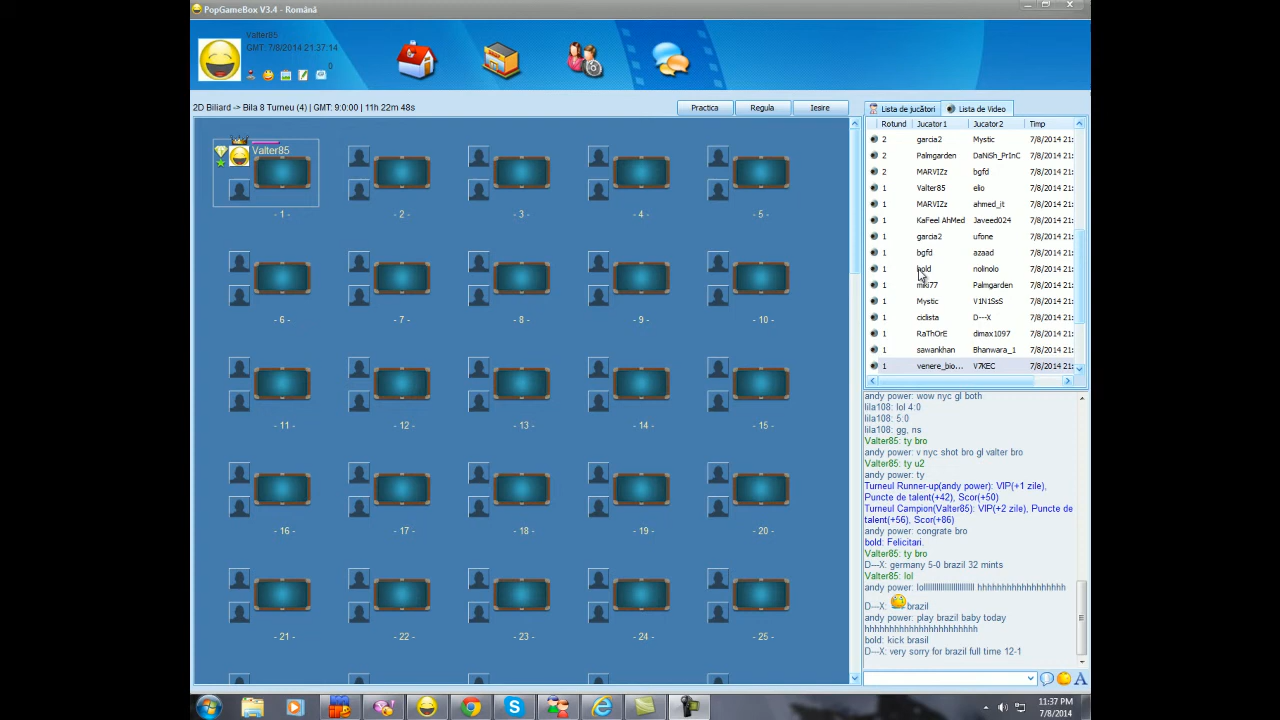 PopGameBox V3.4 - Română
Valter85
GMT: 7/8/2014 21:37:14
0
2D Biliard -> Bila 8 Turneu (4) | GMT: 9:0:00 | 11h 22m 48s
Practica
Regula
Iesire
Lista de jucători
Lista de Video
Rotund Jucator1 Jucator2 Timp
2 garcia2 Mystic 7/8/2014 21:
2 Palmgarden DaNiSh_PrInC 7/8/2014 21:
2 MARVIZz bgfd 7/8/2014 21:
1 Valter85 elio 7/8/2014 21:
1 MARVIZz ahmed_jt 7/8/2014 21:
1 KaFeel AhMed Javeed024 7/8/2014 21:
1 garcia2 ufone 7/8/2014 21:
1 bgfd azaad 7/8/2014 21:
1 bold nolinolo 7/8/2014 21:
1 miki77 Palmgarden 7/8/2014 21:
1 Mystic V1N1SsS 7/8/2014 21:
1 ciclista D---X 7/8/2014 21:
1 RaThOrE dimax1097 7/8/2014 21:
1 sawankhan Bhanwara_1 7/8/2014 21:
1 venere_bio... V7KEC 7/8/2014 21:
Valter85
- 1 - - 2 - - 3 - - 4 - - 5 -
- 6 - - 7 - - 8 - - 9 - - 10 -
- 11 - - 12 - - 13 - - 14 - - 15 -
- 16 - - 17 - - 18 - - 19 - - 20 -
- 21 - - 22 - - 23 - - 24 - - 25 -
andy power: wow nyc gl both
lila108: lol 4:0
lila108: 5:0
lila108: gg, ns
Valter85: ty bro
andy power: v nyc shot bro gl valter bro
Valter85: ty u2
andy power: ty
Turneul Runner-up(andy power): VIP(+1 zile),
Puncte de talent(+42), Scor(+50)
Turneul Campion(Valter85): VIP(+2 zile), Puncte de
talent(+56), Scor(+86)
andy power: congrate bro
bold: Felicitari.
Valter85: ty bro
D---X: germany 5-0 brazil 32 mints
Valter85: lol
D---X: brazil
andy power: play brazil baby today
bold: kick brasil
D---X: very sorry for brazil full time 12-1
A
11:37 PM
7/8/2014